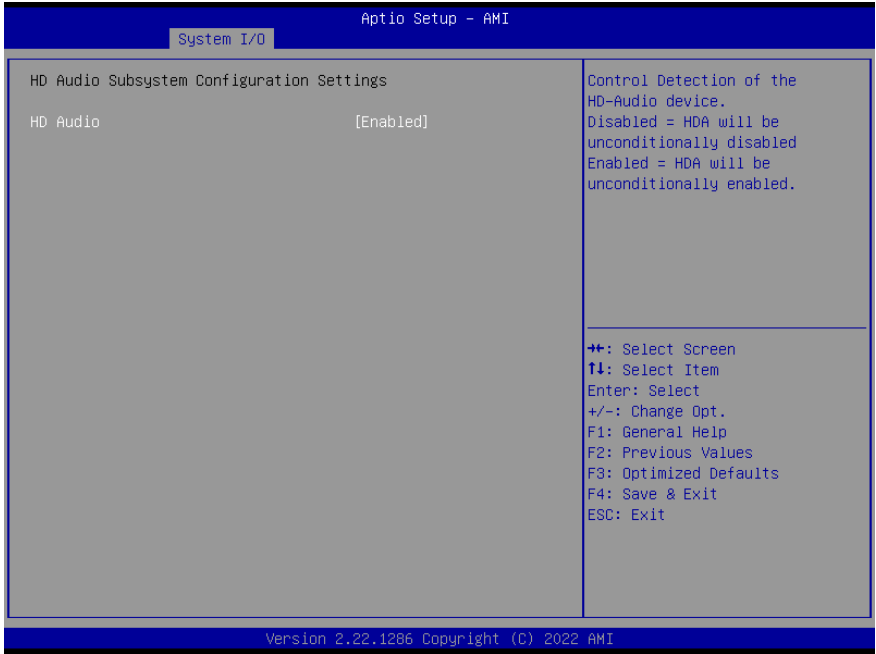 Aptio Setup – AMI
System I/O
HD Audio Subsystem Configuration Settings
HD Audio [Enabled]
Control Detection of the
HD-Audio device.
Disabled = HDA will be
unconditionally disabled
Enabled = HDA will be
unconditionally enabled.
→←: Select Screen
↑↓: Select Item
Enter: Select
+/-: Change Opt.
F1: General Help
F2: Previous Values
F3: Optimized Defaults
F4: Save & Exit
ESC: Exit
Version 2.22.1286 Copyright (C) 2022 AMI